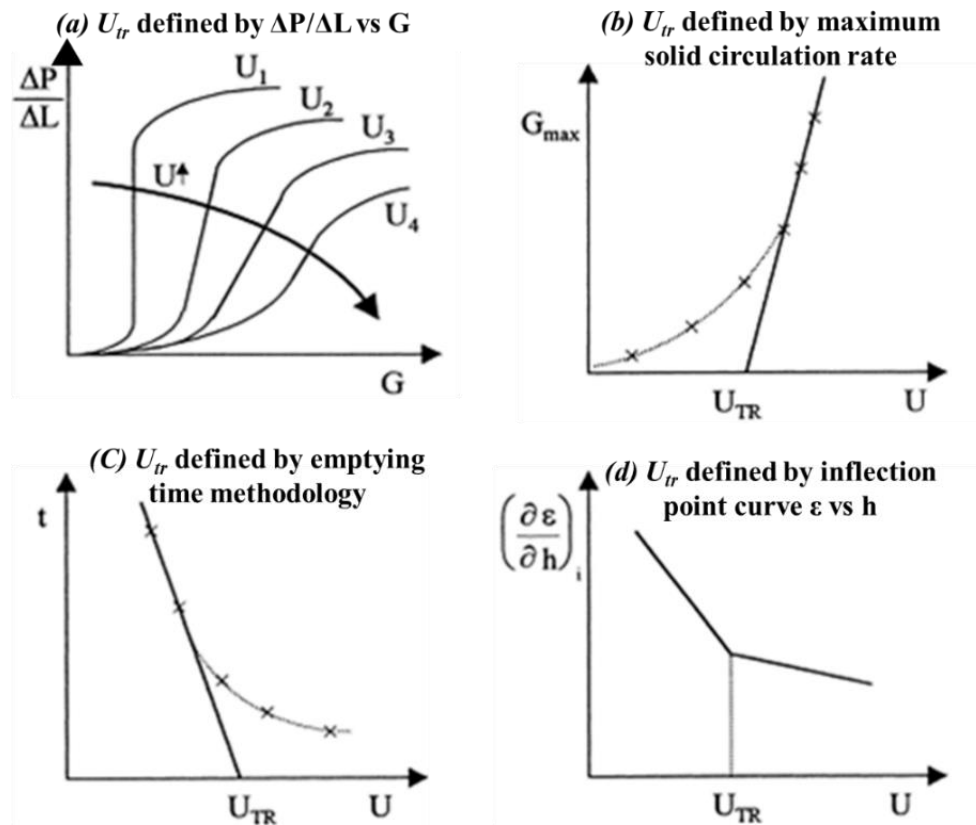 (a) Utr defined by ΔP/ΔL vs G
ΔP
ΔL
U1
U2
U3
U4
U
G
(b) Utr defined by maximum
solid circulation rate
Gmax
UTR
U
(C) Utr defined by emptying
time methodology
t
UTR
U
(d) Utr defined by inflection
point curve ε vs h
(∂ε
∂h)i
UTR
U